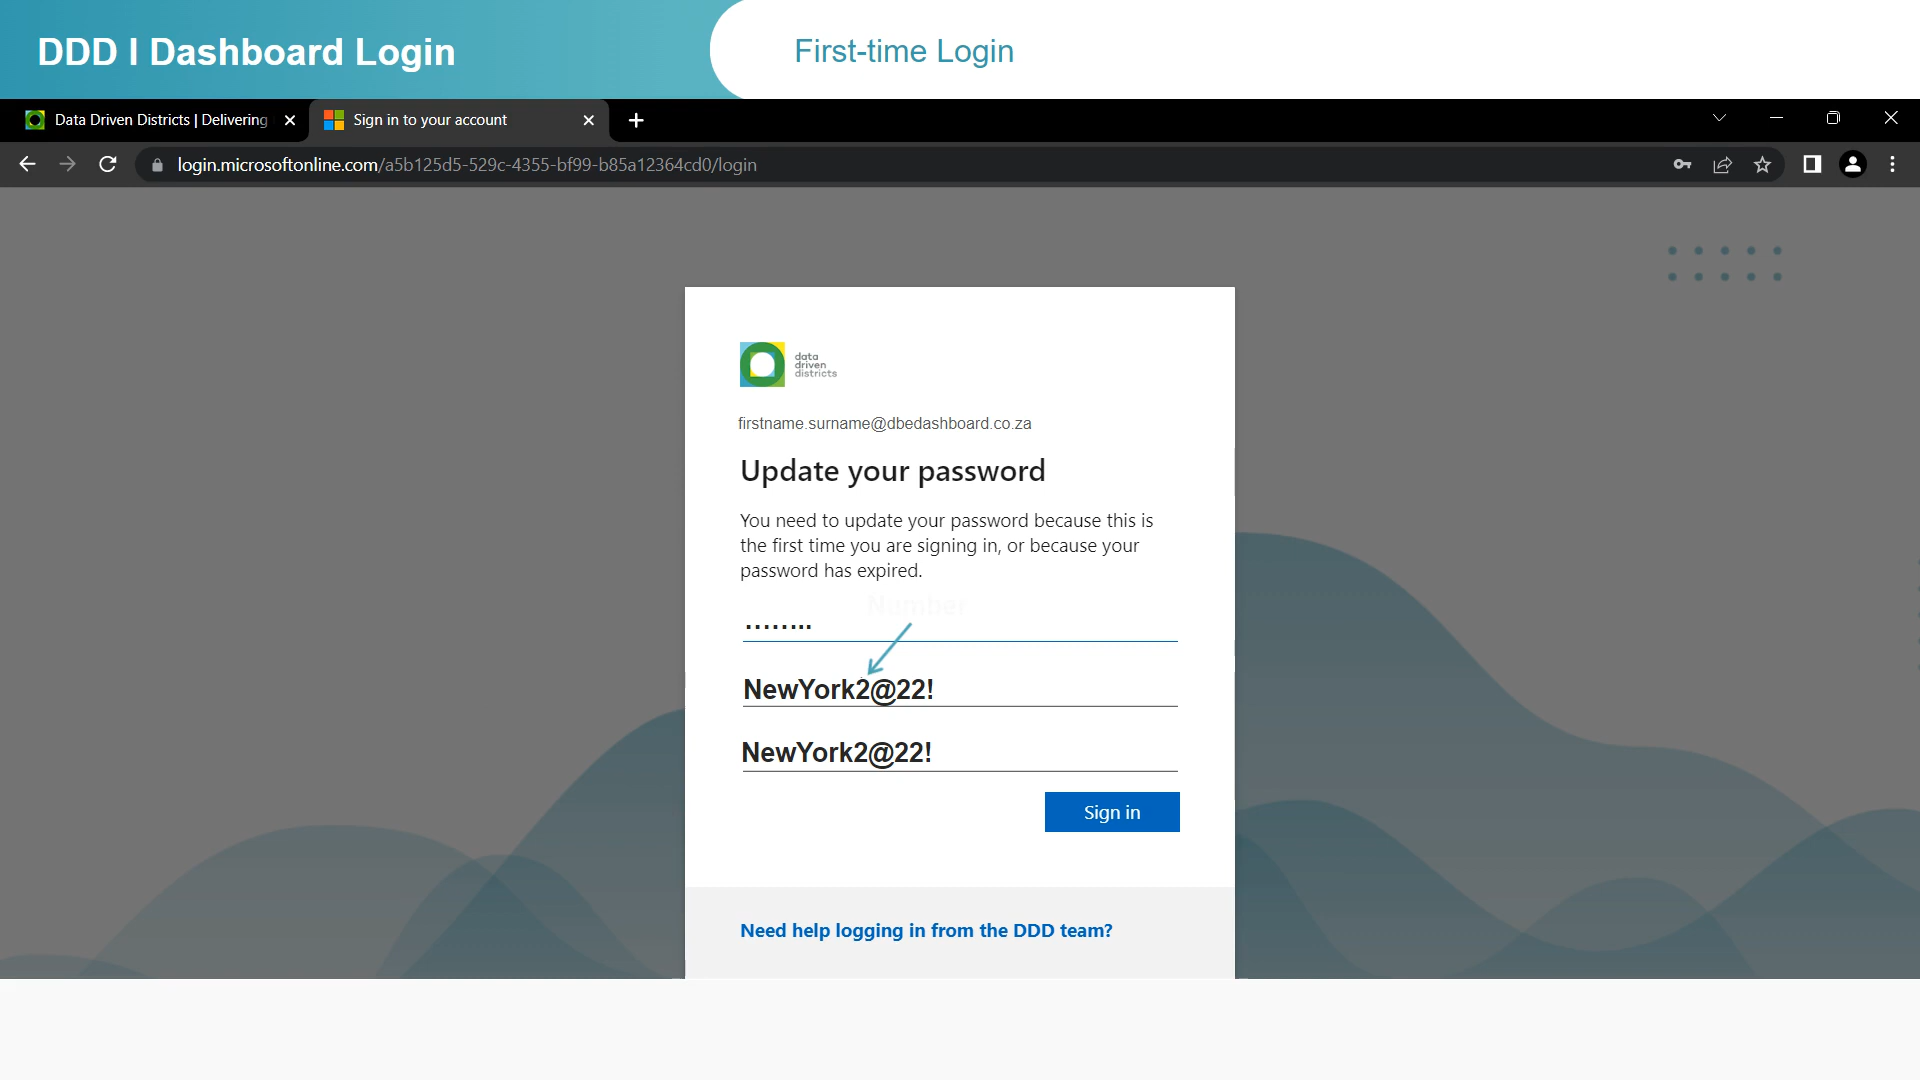 DDD I Dashboard Login
First-time Login
Data Driven Districts | Delivering
Sign in to your account
login.microsoftonline.com/a5b125d5-529c-4355-bf99-b85a12364cd0/login
data
driven
districts
firstname.surname@dbedashboard.co.za
Update your password
You need to update your password because this is
the first time you are signing in, or because your
password has expired.
Number
........
NewYork2@22!
NewYork2@22!
Sign in
Need help logging in from the DDD team?